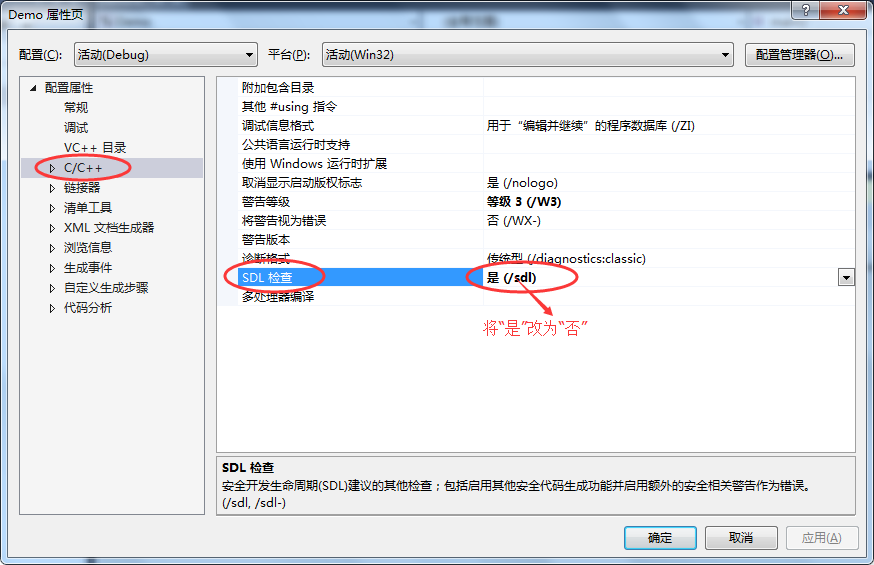 Demo 属性页
配置(C): 活动(Debug) 平台(P): 活动(Win32) 配置管理器(O)...
配置属性
常规
调试
VC++ 目录
C/C++
链接器
清单工具
XML 文档生成器
浏览信息
生成事件
自定义生成步骤
代码分析
附加包含目录
其他 #using 指令
调试信息格式 用于“编辑并继续”的程序数据库 (/ZI)
公共语言运行时支持
使用 Windows 运行时扩展
取消显示启动版权标志 是 (/nologo)
警告等级 等级 3 (/W3)
将警告视为错误 否 (/WX-)
警告版本
诊断格式 传统型 (/diagnostics:classic)
SDL 检查 是 (/sdl)
多处理器编译
将“是”改为“否”
SDL 检查
安全开发生命周期(SDL)建议的其他检查；包括启用其他安全代码生成功能并启用额外的安全相关警告作为错误。
(/sdl, /sdl-)
确定 取消 应用(A)